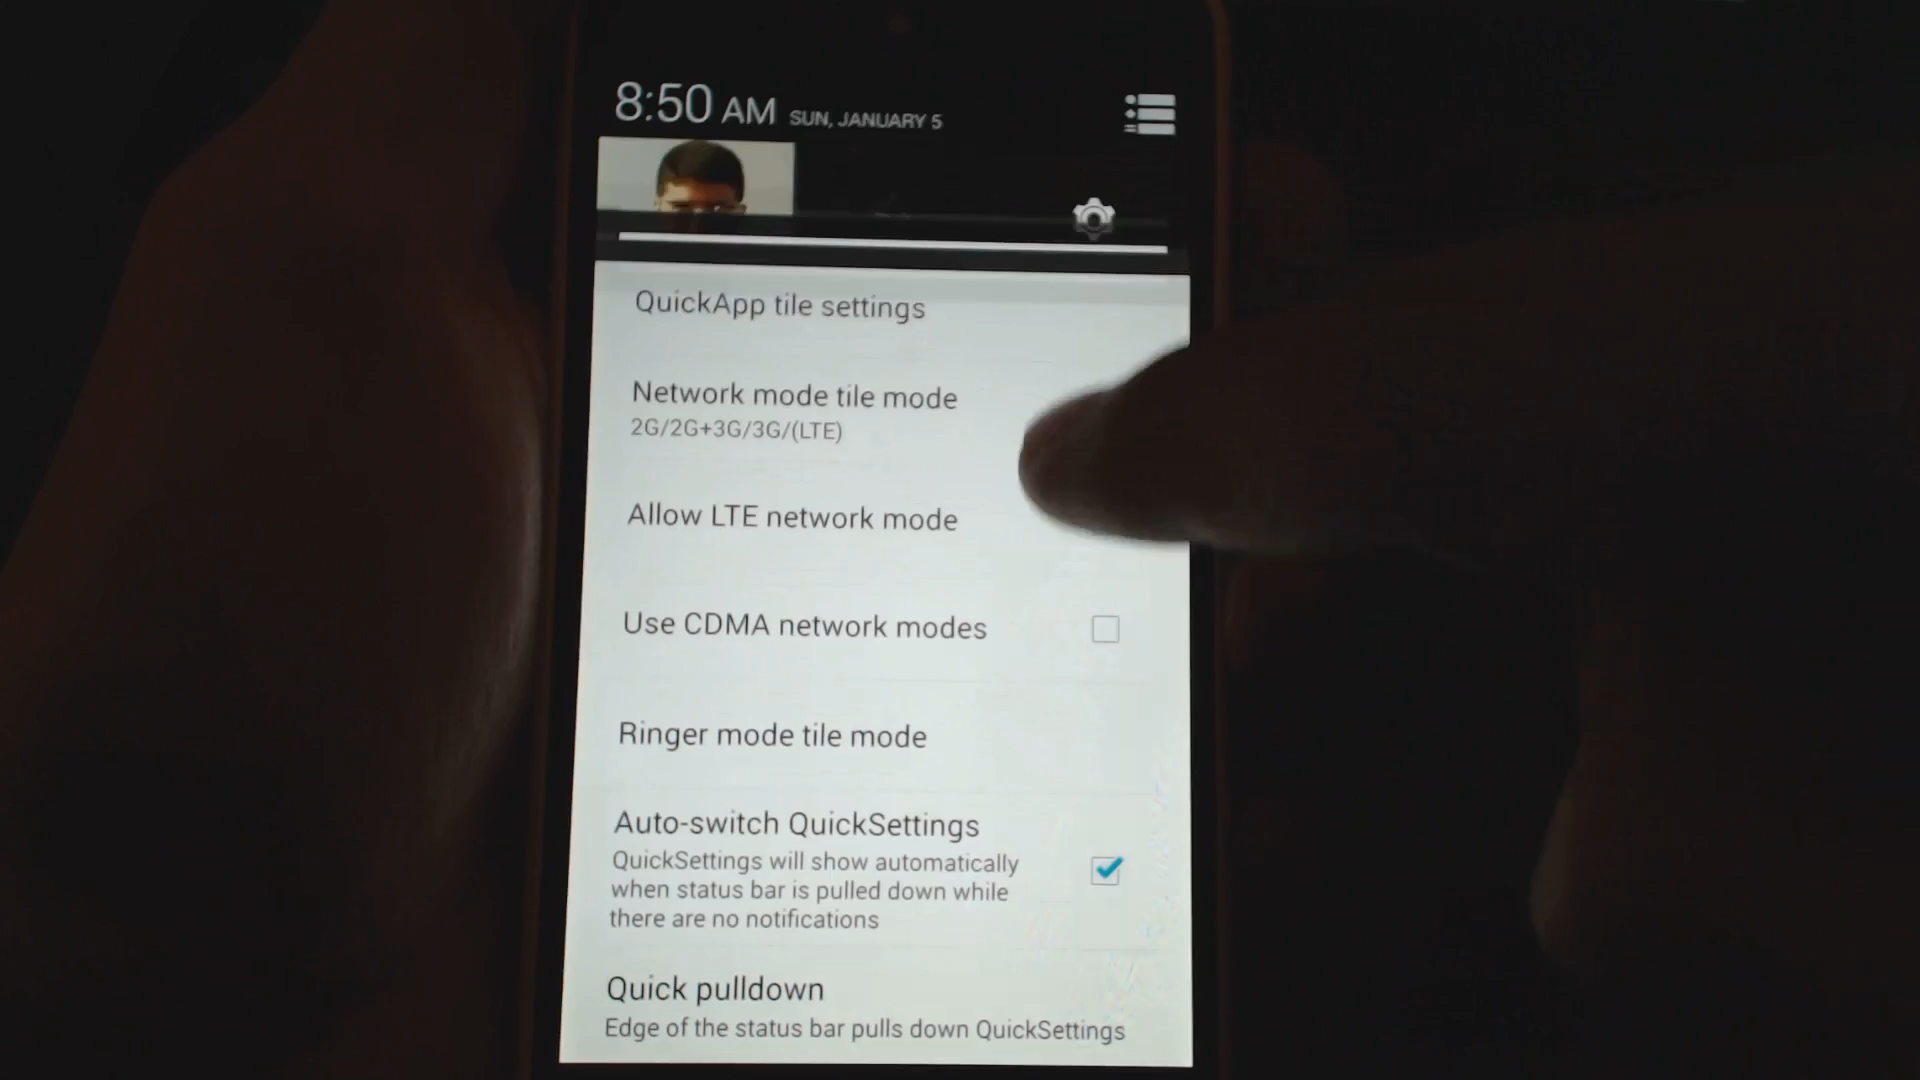 8:50 AM SUN, JANUARY 5
QuickApp tile settings
Network mode tile mode
2G/2G+3G/3G/(LTE)
Allow LTE network mode
Use CDMA network modes
Ringer mode tile mode
Auto-switch QuickSettings
QuickSettings will show automatically
when status bar is pulled down while
there are no notifications
Quick pulldown
Edge of the status bar pulls down QuickSettings